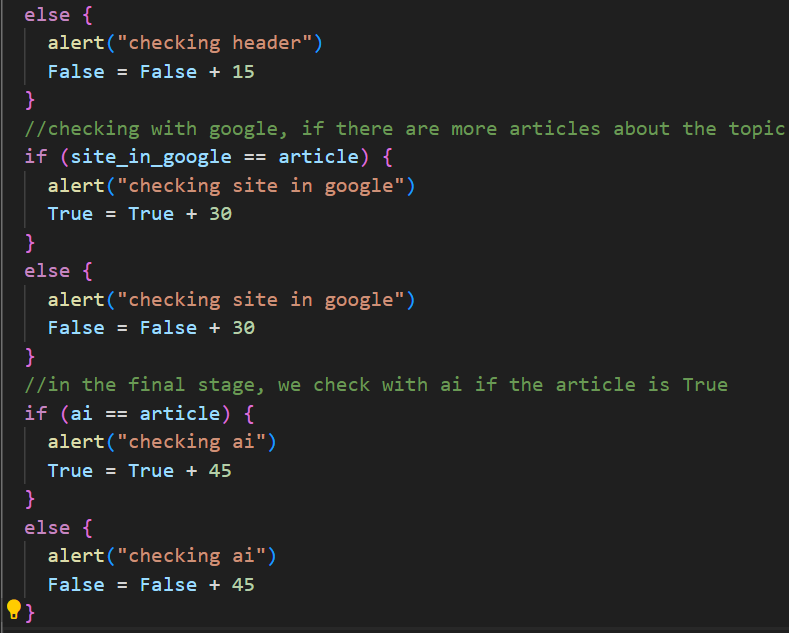 else {
alert("checking header")
False = False + 15
}
//checking with google, if there are more articles about the topic
if (site_in_google == article) {
alert("checking site in google")
True = True + 30
}
else {
alert("checking site in google")
False = False + 30
}
//in the final stage, we check with ai if the article is True
if (ai == article) {
alert("checking ai")
True = True + 45
}
else {
alert("checking ai")
False = False + 45
}